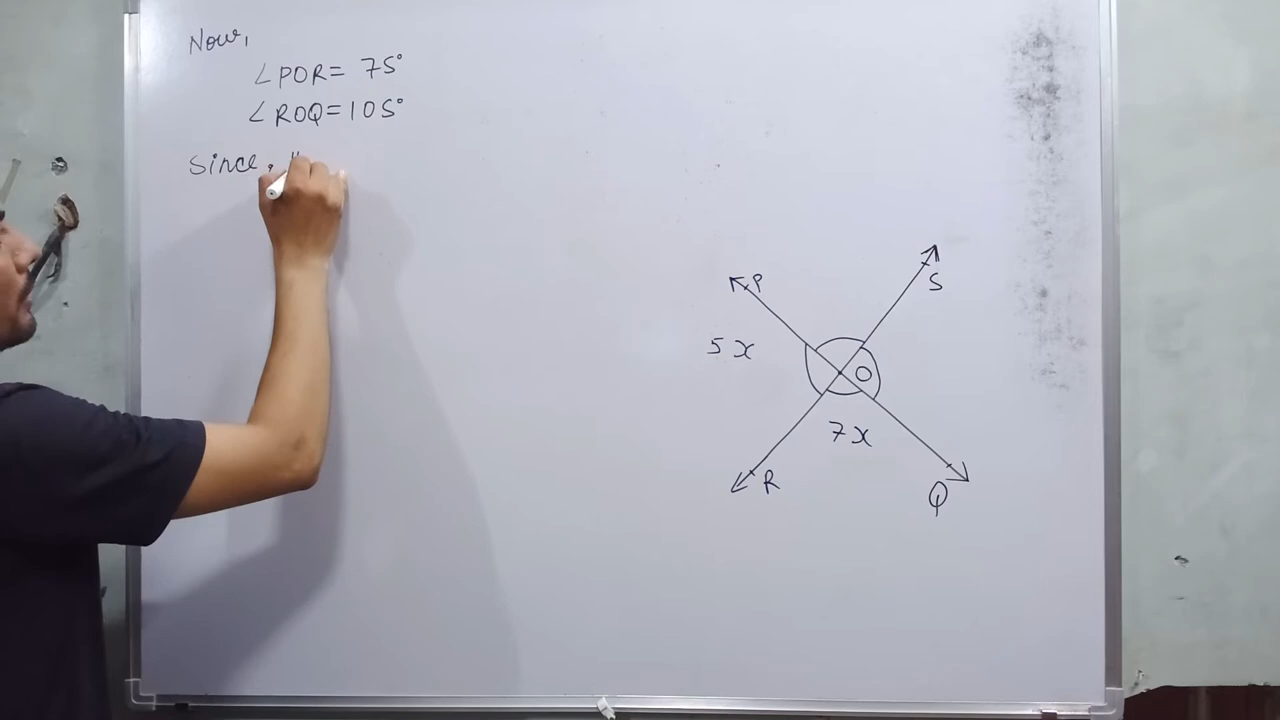 Now,
∠POR = 75°
∠ROQ = 105°
Since,
P
S
5x
O
7x
R
Q